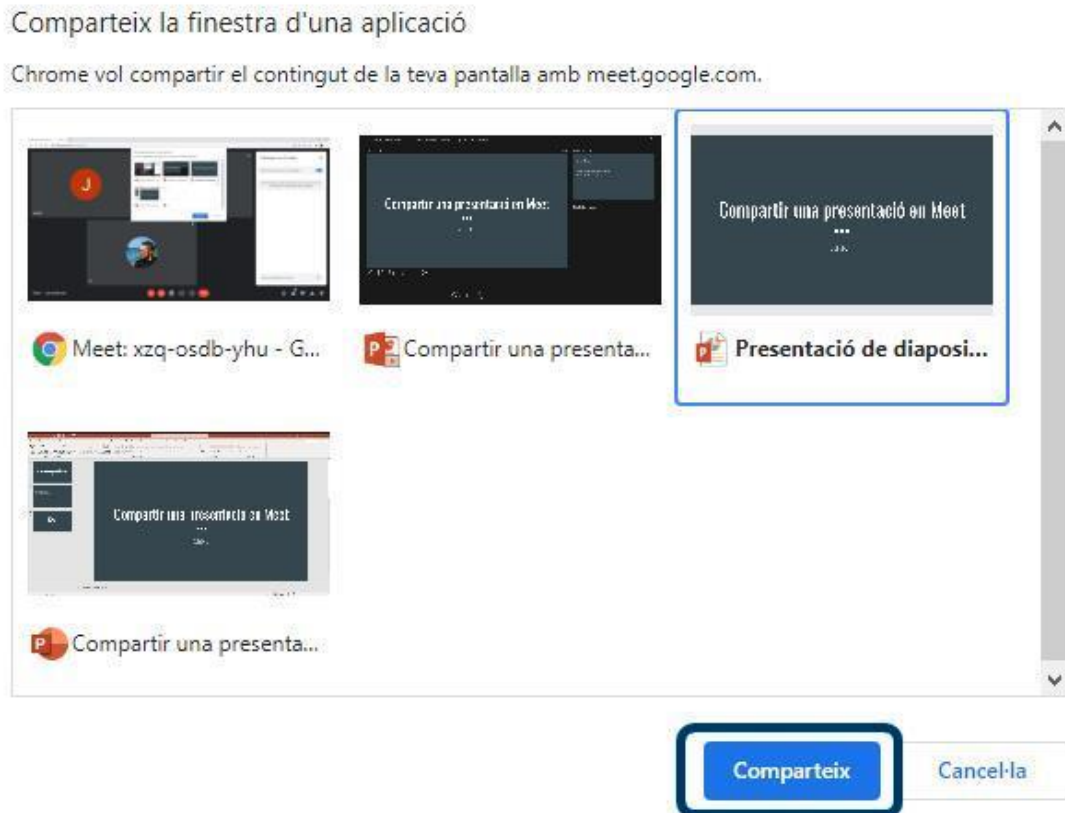 Comparteix la finestra d'una aplicació
Chrome vol compartir el contingut de la teva pantalla amb meet.google.com.
J
Compartir una presentació en Meet
Compartir una presentació en Meet
Meet: xzq-osdb-yhu - G...
Compartir una presenta...
Presentació de diaposi...
Compartir una presentació en Meet
Compartir una presenta...
Comparteix
Cancel·la